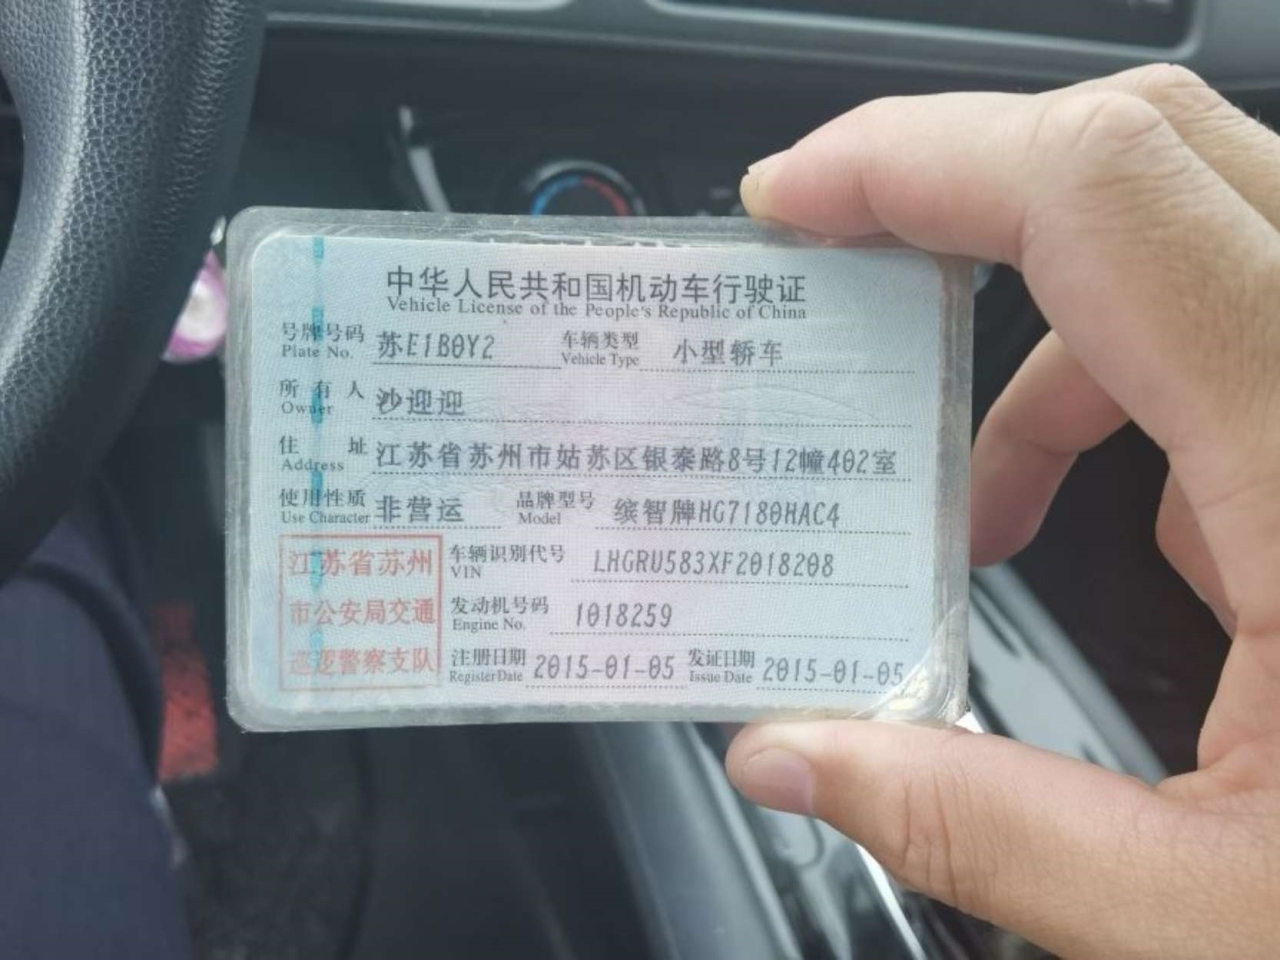 中华人民共和国机动车行驶证
Vehicle License of the People's Republic of China
号牌号码 苏E1B0Y2 车辆类型 小型轿车
Plate No. Vehicle Type
所有人 沙迎迎
Owner
住址 江苏省苏州市姑苏区银泰路8号12幢402室
Address
使用性质 非营运 品牌型号 缤智牌HG7180HAC4
Use Character Model
江苏省苏州
市公安局交通
巡逻警察支队
车辆识别代号 LHGRU583XF2018208
VIN
发动机号码 1018259
Engine No.
注册日期 2015-01-05 发证日期 2015-01-05
Register Date Issue Date